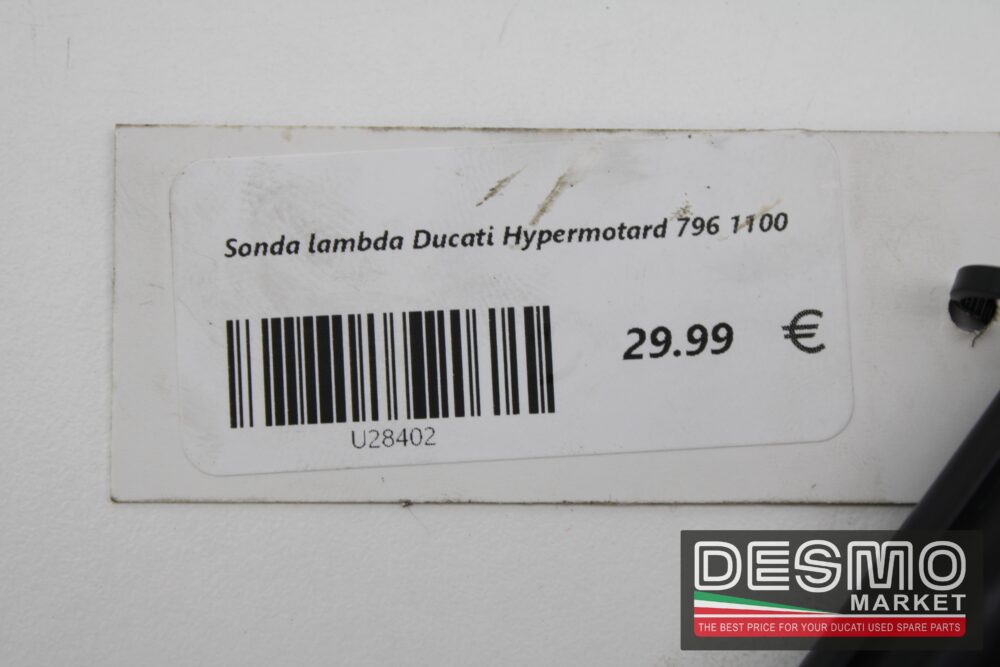 Sonda lambda Ducati Hypermotard 796 1100
29.99 €
U28402
DESMO
MARKET
THE BEST PRICE FOR YOUR DUCATI USED SPARE PARTS